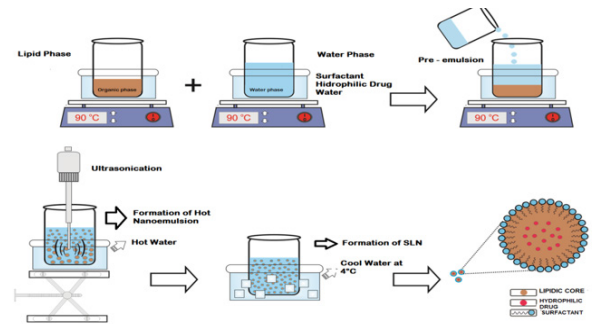 Lipid Phase
Organic phase
90 °C
Water Phase
Surfactant
Hidrophilic Drug
Water
Water phase
90 °C
Pre - emulsion
90 °C
Ultrasonication
Formation of Hot
Nanoemulsion
Hot Water
Formation of SLN
Cool Water at
4°C
LIPIDIC CORE
HYDROPHILIC
DRUG
SURFACTANT